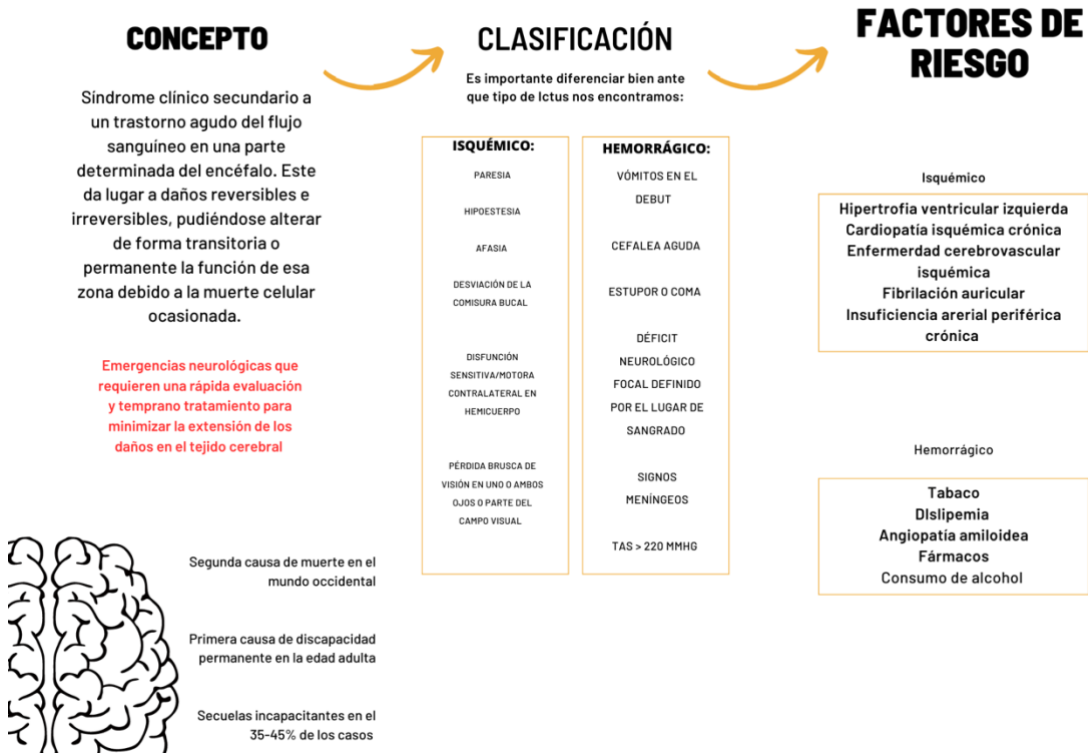 CONCEPTO
Síndrome clínico secundario a
un trastorno agudo del flujo
sanguíneo en una parte
determinada del encéfalo. Este
da lugar a daños reversibles e
irreversibles, pudiéndose alterar
de forma transitoria o
permanente la función de esa
zona debido a la muerte celular
ocasionada.
Emergencias neurológicas que
requieren una rápida evaluación
y temprano tratamiento para
minimizar la extensión de los
daños en el tejido cerebral
Segunda causa de muerte en el
mundo occidental
Primera causa de discapacidad
permanente en la edad adulta
Secuelas incapacitantes en el
35-45% de los casos
CLASIFICACIÓN
Es importante diferenciar bien ante
que tipo de Ictus nos encontramos:
ISQUÉMICO:
PARESIA
HIPOESTESIA
AFASIA
DESVIACIÓN DE LA
COMISURA BUCAL
DISFUNCIÓN
SENSITIVA/MOTORA
CONTRALATERAL EN
HEMICUERPO
PÉRDIDA BRUSCA DE
VISIÓN EN UNO O AMBOS
OJOS O PARTE DEL
CAMPO VISUAL
HEMORRÁGICO:
VÓMITOS EN EL
DEBUT
CEFALEA AGUDA
ESTUPOR O COMA
DÉFICIT
NEUROLÓGICO
FOCAL DEFINIDO
POR EL LUGAR DE
SANGRADO
SIGNOS
MENÍNGEOS
TAS > 220 MMHG
FACTORES DE
RIESGO
Isquémico
Hipertrofia ventricular izquierda
Cardiopatía isquémica crónica
Enfermedad cerebrovascular
isquémica
Fibrilación auricular
Insuficiencia arerial periférica
crónica
Hemorrágico
Tabaco
DIslipemia
Angiopatía amiloidea
Fármacos
Consumo de alcohol